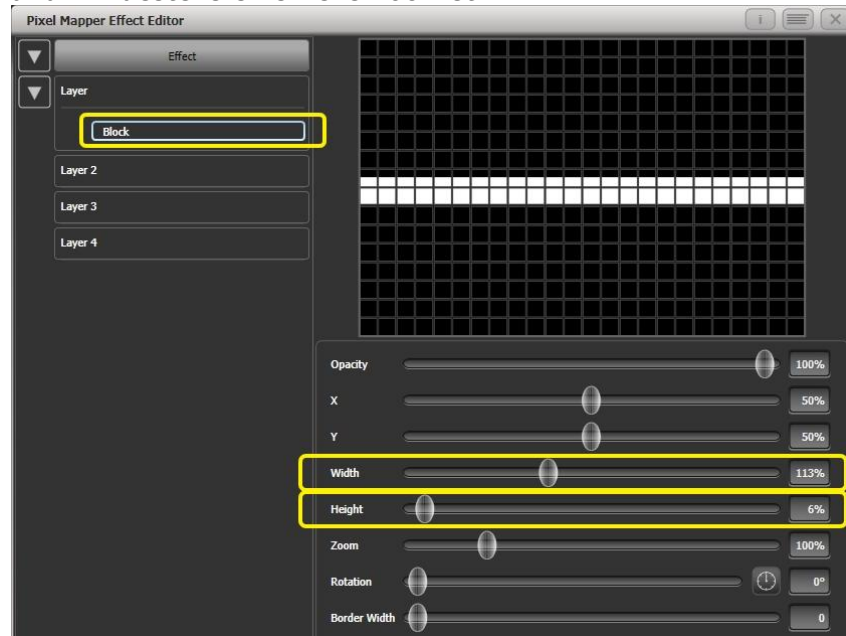 Pixel Mapper Effect Editor
i
Effect
Layer
Block
Layer 2
Layer 3
Layer 4
Opacity 100%
X 50%
Y 50%
Width 113%
Height 6%
Zoom 100%
Rotation 0º
Border Width 0